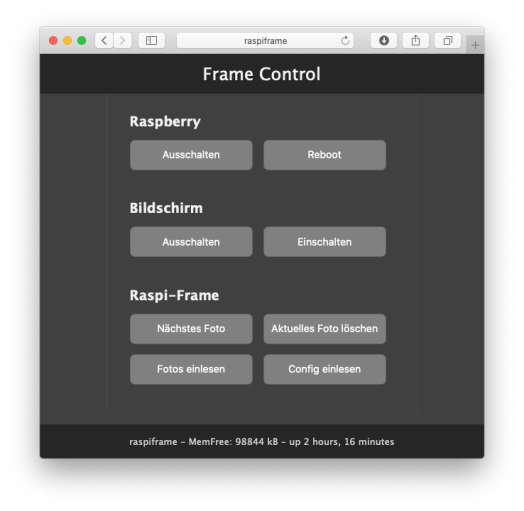 raspiframe
Frame Control
Raspberry
Ausschalten Reboot
Bildschirm
Ausschalten Einschalten
Raspi-Frame
Nächstes Foto Aktuelles Foto löschen
Fotos einlesen Config einlesen
raspiframe - MemFree: 98844 kB - up 2 hours, 16 minutes